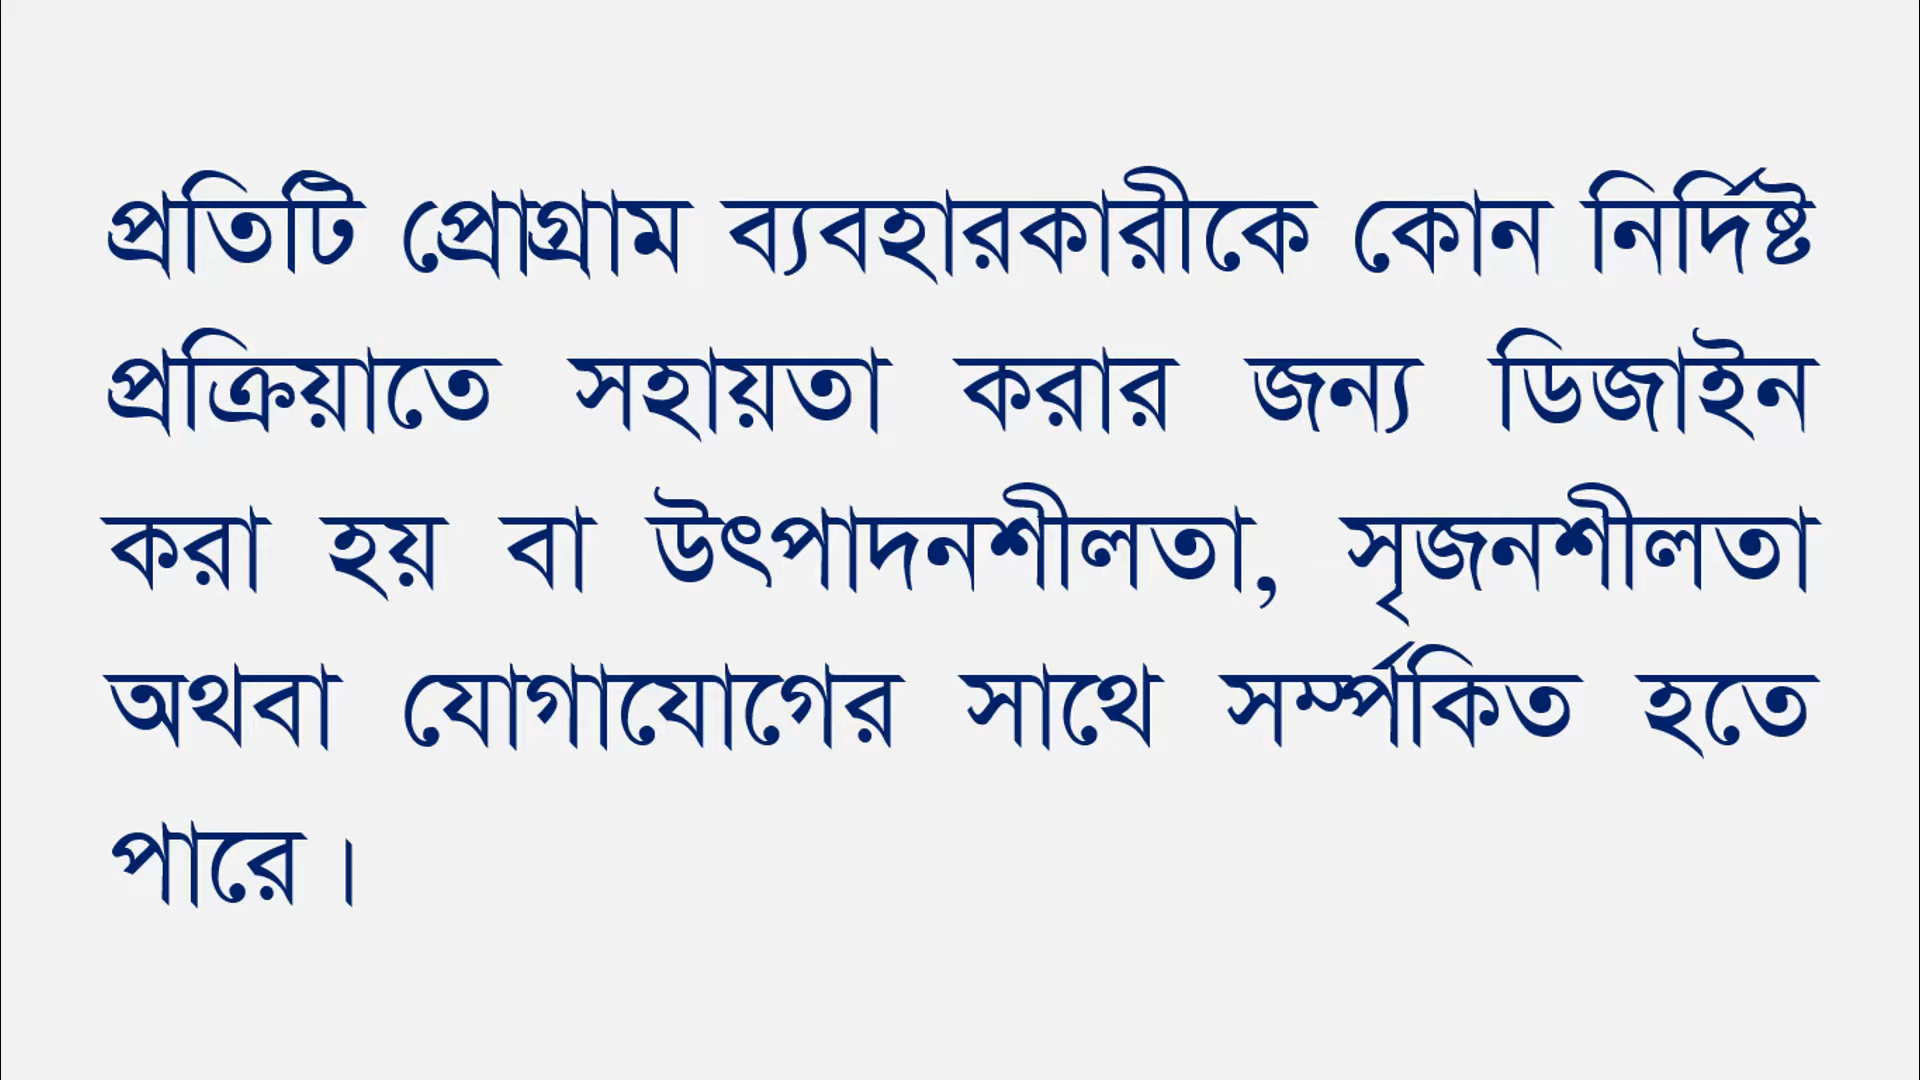 প্রতিটি প্রোগ্রাম ব্যবহারকারীকে কোন নির্দিষ্ট
প্রক্রিয়াতে সহায়তা করার জন্য ডিজাইন
করা হয় বা উৎপাদনশীলতা, সৃজনশীলতা
অথবা যোগাযোগের সাথে সম্পর্কিত হতে
পারে।